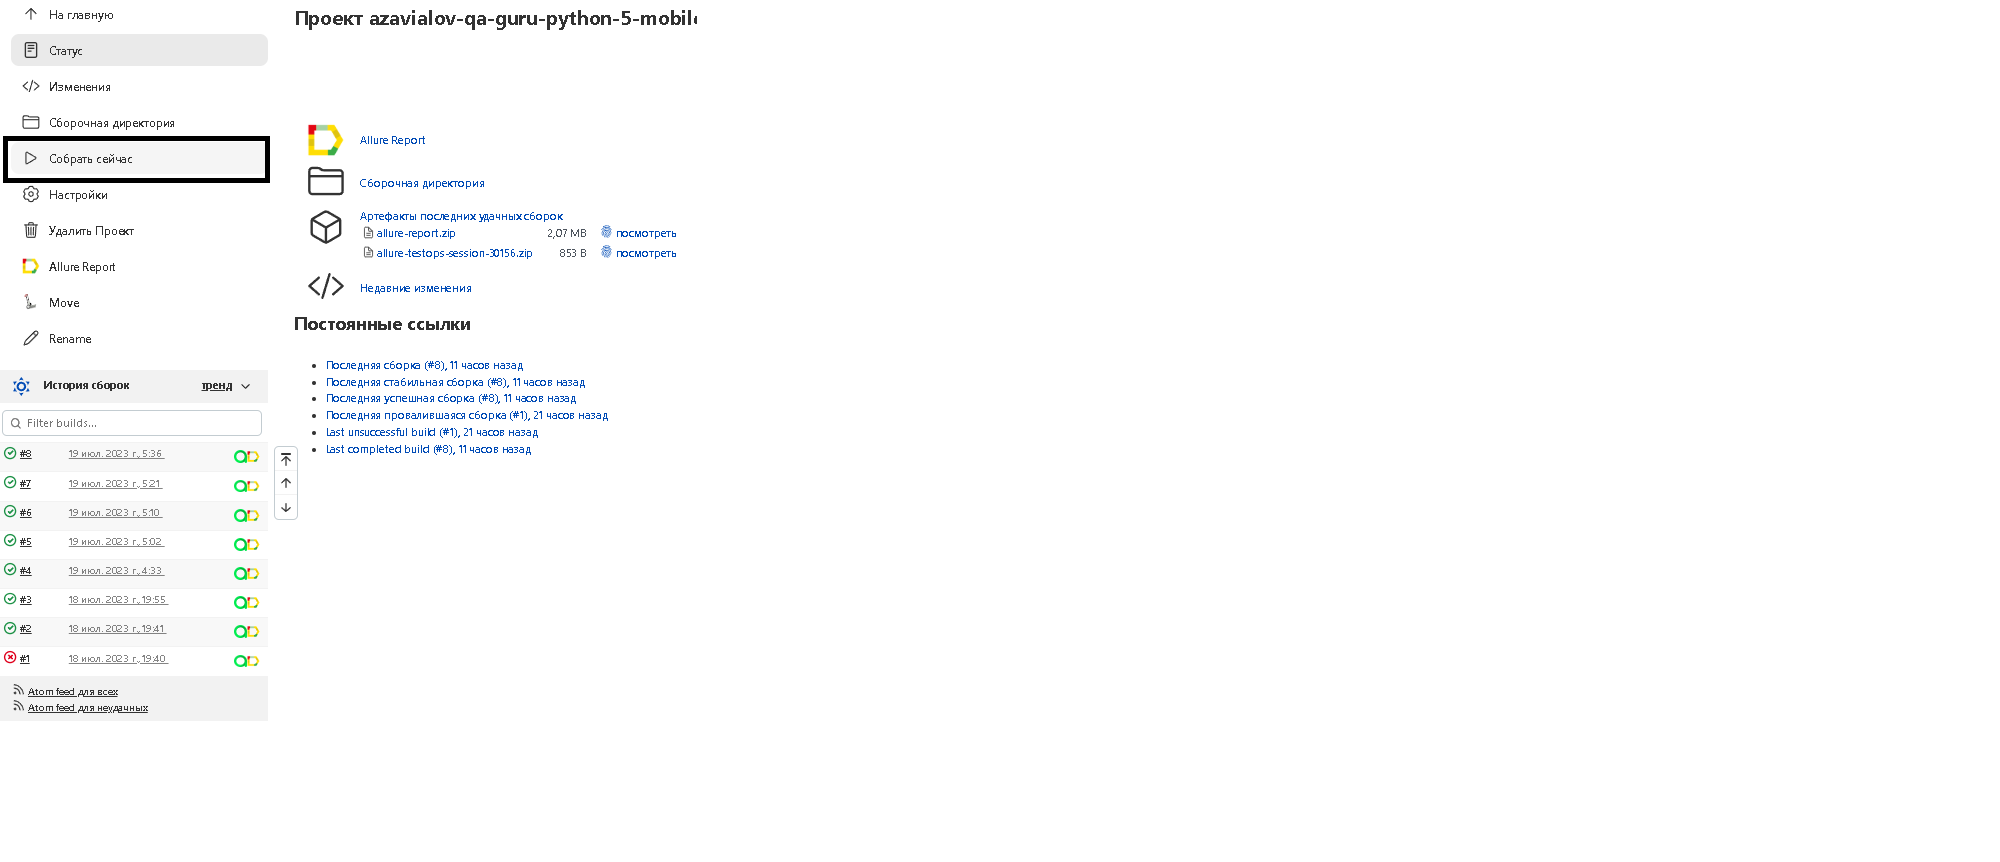 На главную
Статус
Изменения
Сборочная директория
Собрать сейчас
Настройки
Удалить Проект
Allure Report
Move
Rename
История сборок тренд
Filter builds...
#8 19 июл. 2023 г., 5:36
#7 19 июл. 2023 г., 5:21
#6 19 июл. 2023 г., 5:10
#5 19 июл. 2023 г., 5:02
#4 19 июл. 2023 г., 4:33
#3 18 июл. 2023 г., 19:55
#2 18 июл. 2023 г., 19:41
#1 18 июл. 2023 г., 19:40
Atom feed для всех
Atom feed для неудачных
Проект azavialov-qa-guru-python-5-mobile
Allure Report
Сборочная директория
Артефакты последних удачных сборок
allure-report.zip 2,07 MB посмотреть
allure-testops-session-30156.zip 853 B посмотреть
Недавние изменения
Постоянные ссылки
Последняя сборка (#8), 11 часов назад
Последняя стабильная сборка (#8), 11 часов назад
Последняя успешная сборка (#8), 11 часов назад
Последняя провалившаяся сборка (#1), 21 часов назад
Last unsuccessful build (#1), 21 часов назад
Last completed build (#8), 11 часов назад